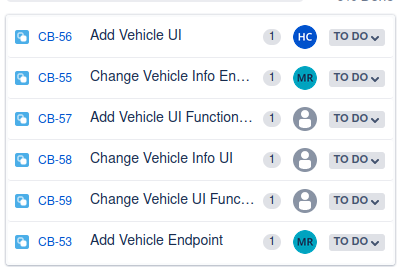 CB-56 Add Vehicle UI 1 HC TO DO
CB-55 Change Vehicle Info En... 1 MR TO DO
CB-57 Add Vehicle UI Function... 1 TO DO
CB-58 Change Vehicle Info UI 1 TO DO
CB-59 Change Vehicle UI Func... 1 TO DO
CB-53 Add Vehicle Endpoint 1 MR TO DO